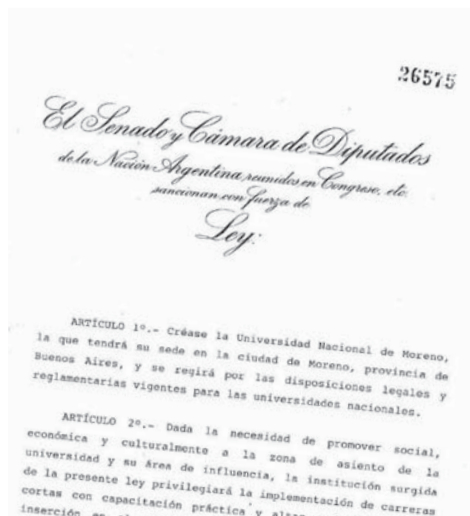 26575
El Senado y Cámara de Diputados
de la Nación Argentina reunidos en Congreso, etc.
sancionan con fuerza de
Ley:
ARTÍCULO 1º.- Créase la Universidad Nacional de Moreno,
la que tendrá su sede en la ciudad de Moreno, provincia de
Buenos Aires, y se regirá por las disposiciones legales y
reglamentarias vigentes para las universidades nacionales.
ARTÍCULO 2º.- Dada la necesidad de promover social,
económica y culturalmente a la zona de asiento de la
universidad y su área de influencia, la institución surgida
de la presente ley privilegiará la implementación de carreras
cortas con capacitación práctica y
inserción en